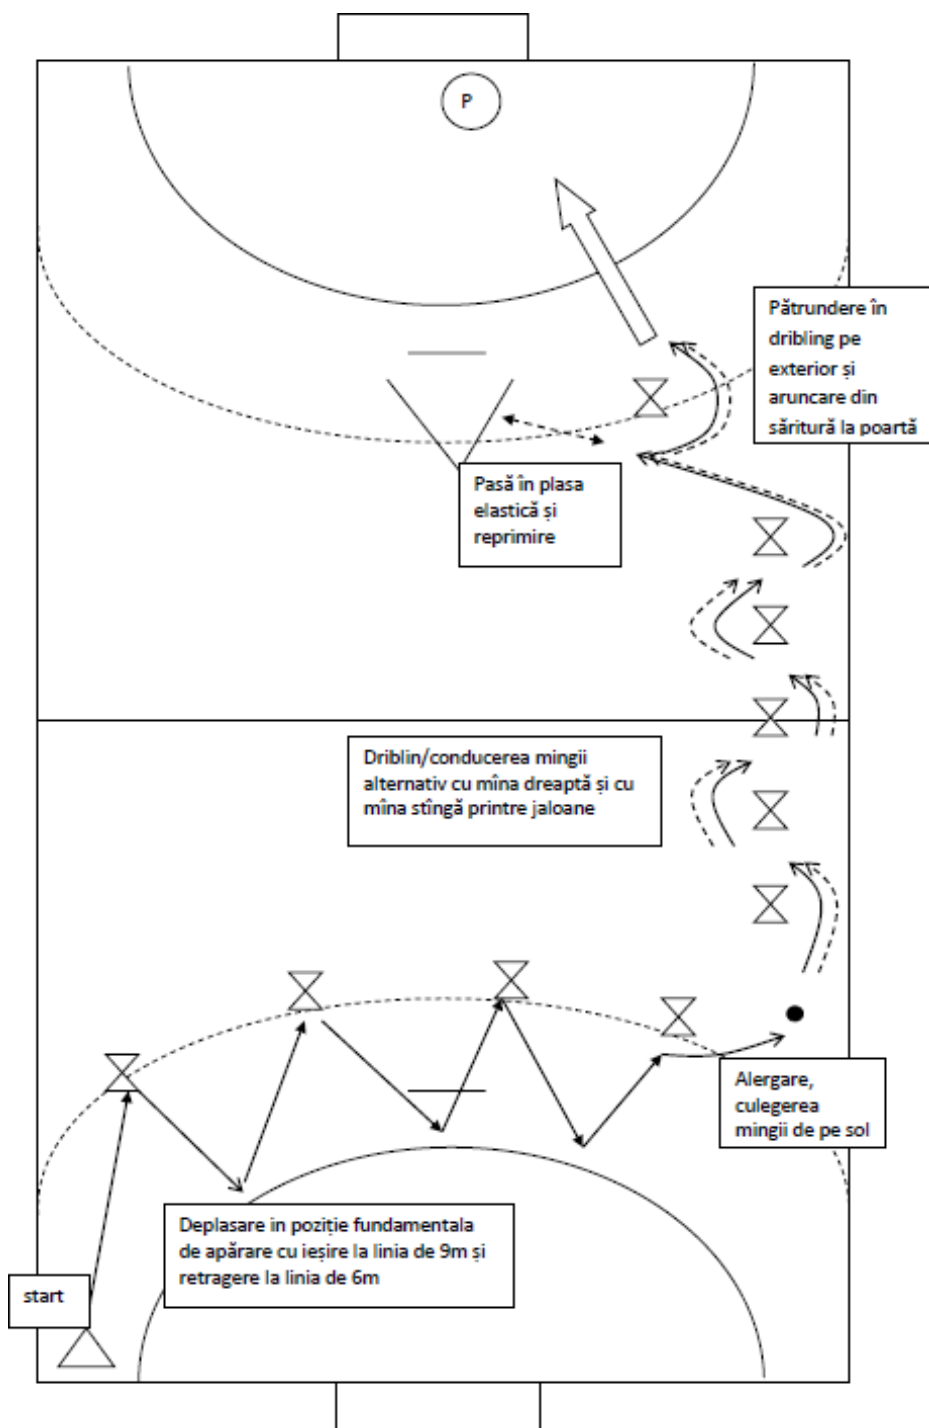 P
Pătrundere în
dribling pe
exterior și
aruncare din
săritură la poartă
Pasă în plasa
elastică și
reprimire
Driblin/conducerea mingii
alternativ cu mîna dreaptă și cu
mîna stîngă printre jaloane
Alergare,
culegerea
mingii de pe sol
Deplasare in poziție fundamentala
de apărare cu ieșire la linia de 9m și
retragere la linia de 6m
start